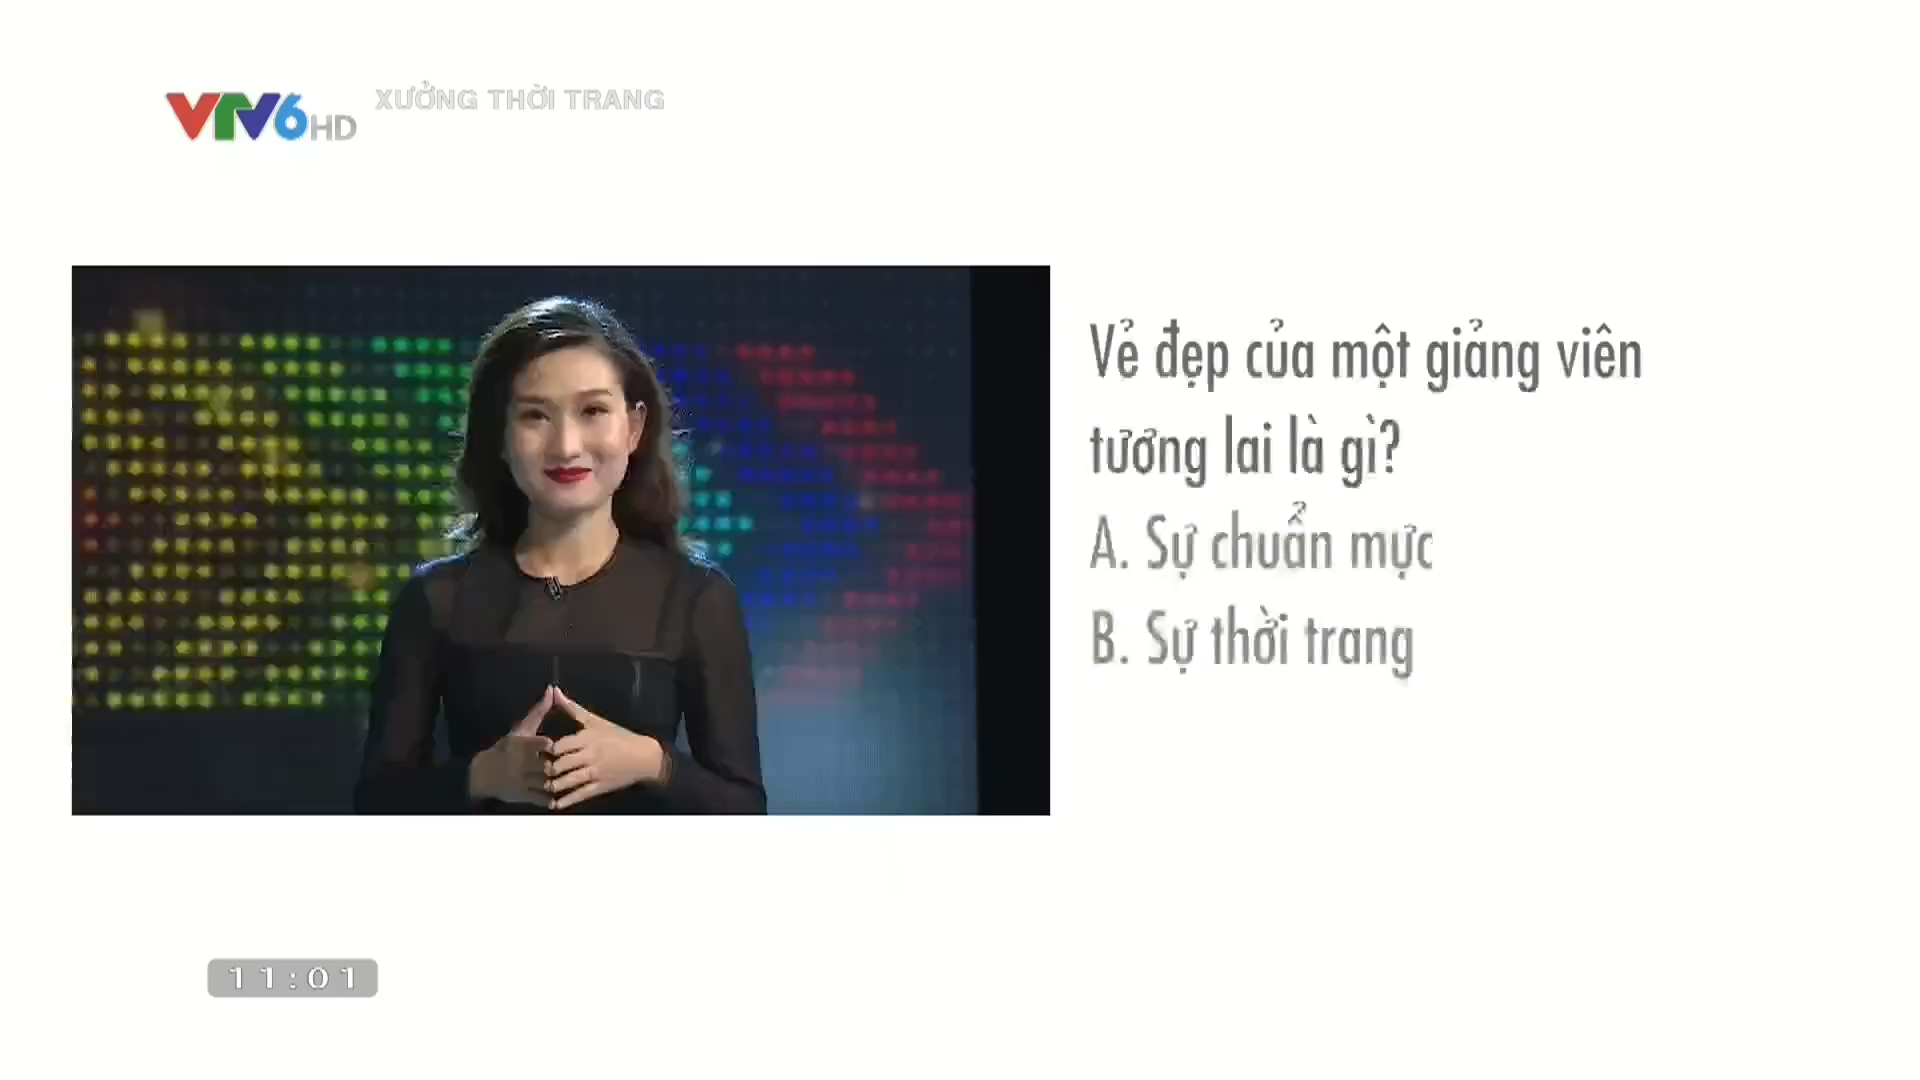 VTV6HD
XƯỞNG THỜI TRANG
Vẻ đẹp của một giảng viên
tương lai là gì?
A. Sự chuẩn mực
B. Sự thời trang
11:01